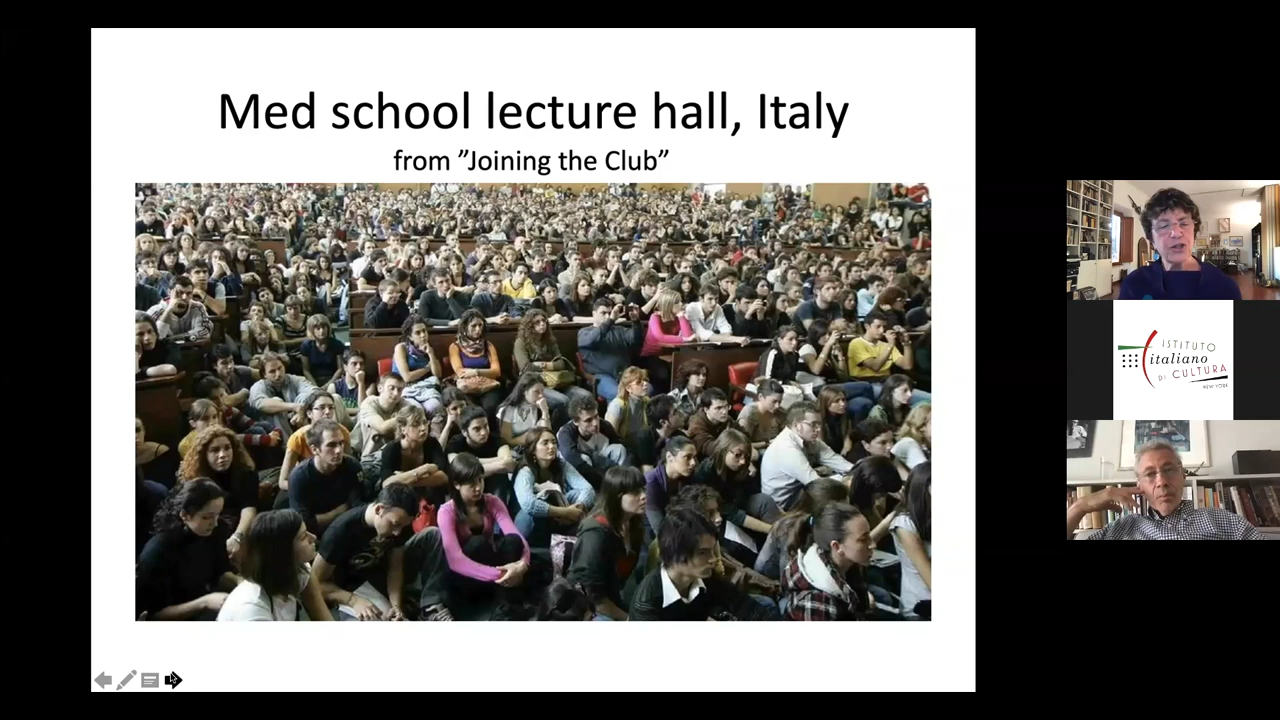 Med school lecture hall, Italy
from ”Joining the Club”
ISTITUTO
italiano
DI CULTURA
NEW YORK